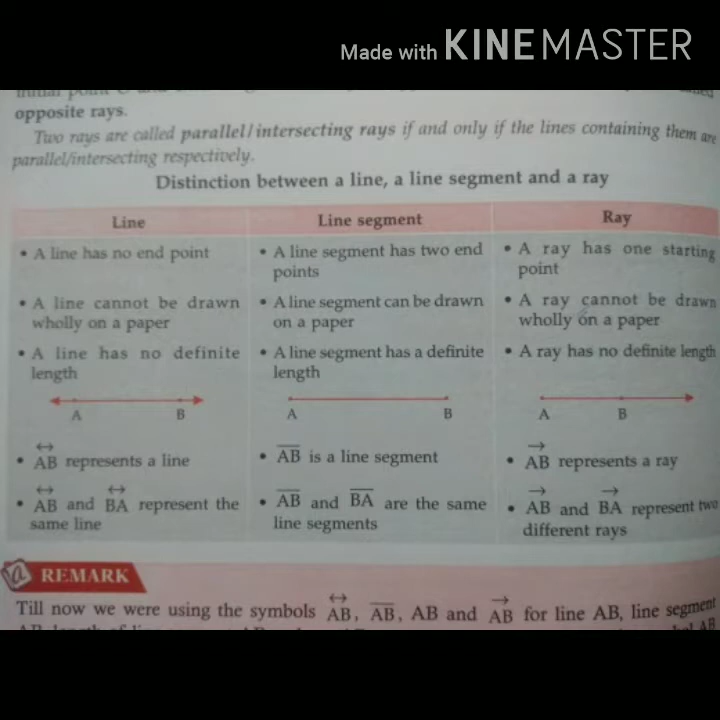 Made with KINEMASTER
opposite rays.
Two rays are called parallel/intersecting rays if and only if the lines containing them are
parallel/intersecting respectively.
Distinction between a line, a line segment and a ray
Line
• A line has no end point
• A line cannot be drawn
wholly on a paper
• A line has no definite
length
A B
• ↔AB represents a line
• ↔AB and ↔BA represent the
same line
Line segment
• A line segment has two end
points
• A line segment can be drawn
on a paper
• A line segment has a definite
length
A B
• A̅B̅ is a line segment
• A̅B̅ and B̅A̅ are the same
line segments
Ray
• A ray has one starting
point
• A ray cannot be drawn
wholly on a paper
• A ray has no definite length
A B
• →AB represents a ray
• →AB and →BA represent two
different rays
a REMARK
Till now we were using the symbols ↔AB, A̅B̅, AB and →AB for line AB, line segment